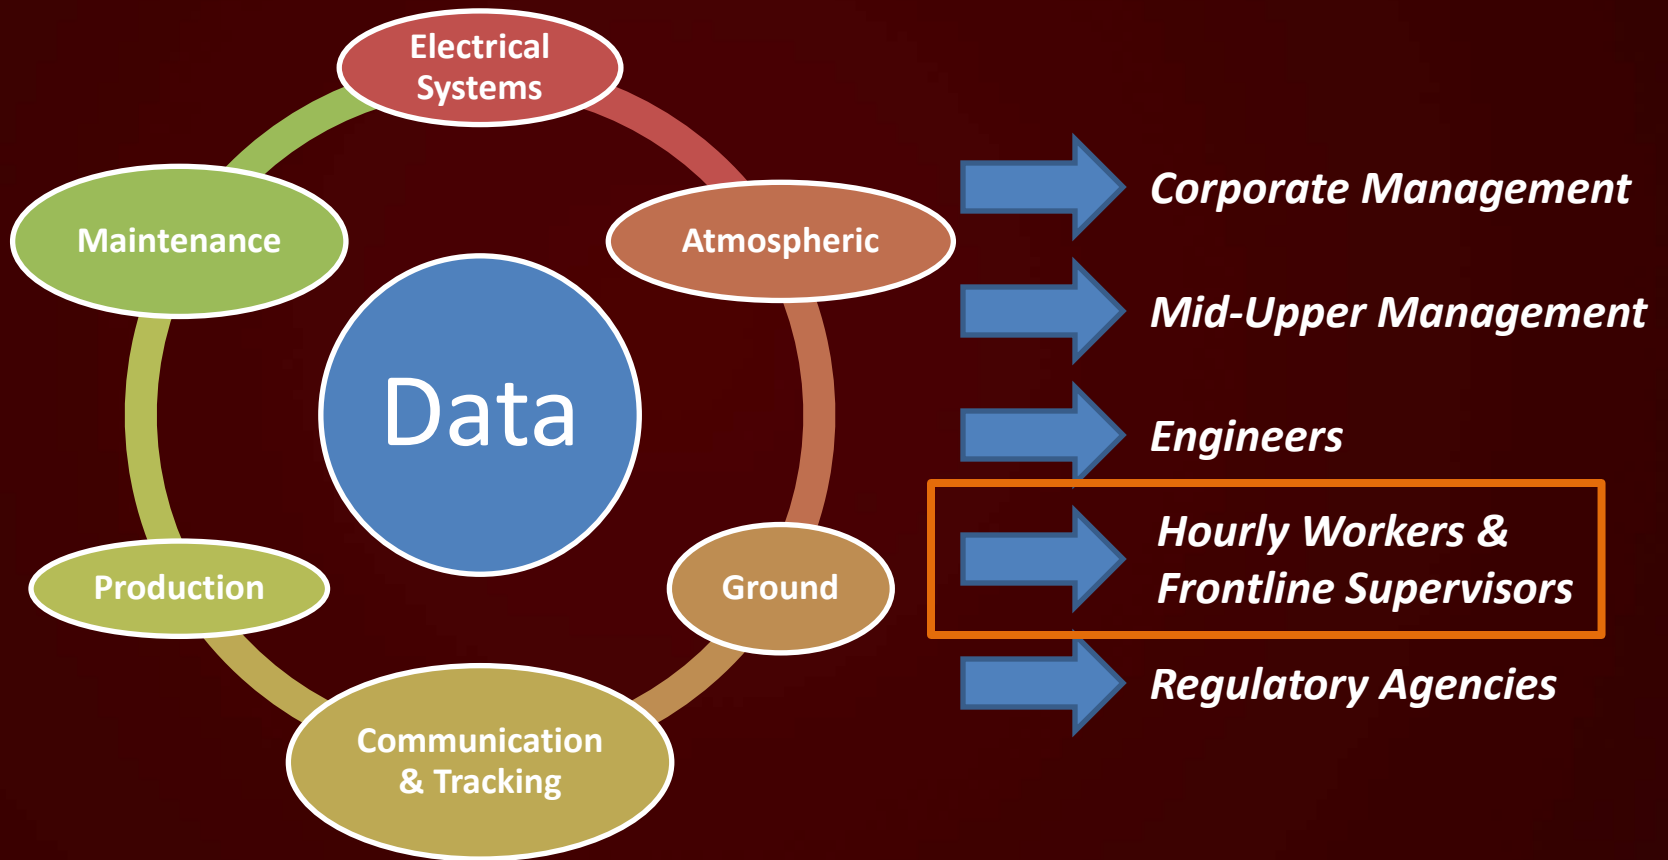 Electrical
Systems
Maintenance
Atmospheric
Data
Production
Ground
Communication
& Tracking
Corporate Management
Mid-Upper Management
Engineers
Hourly Workers &
Frontline Supervisors
Regulatory Agencies